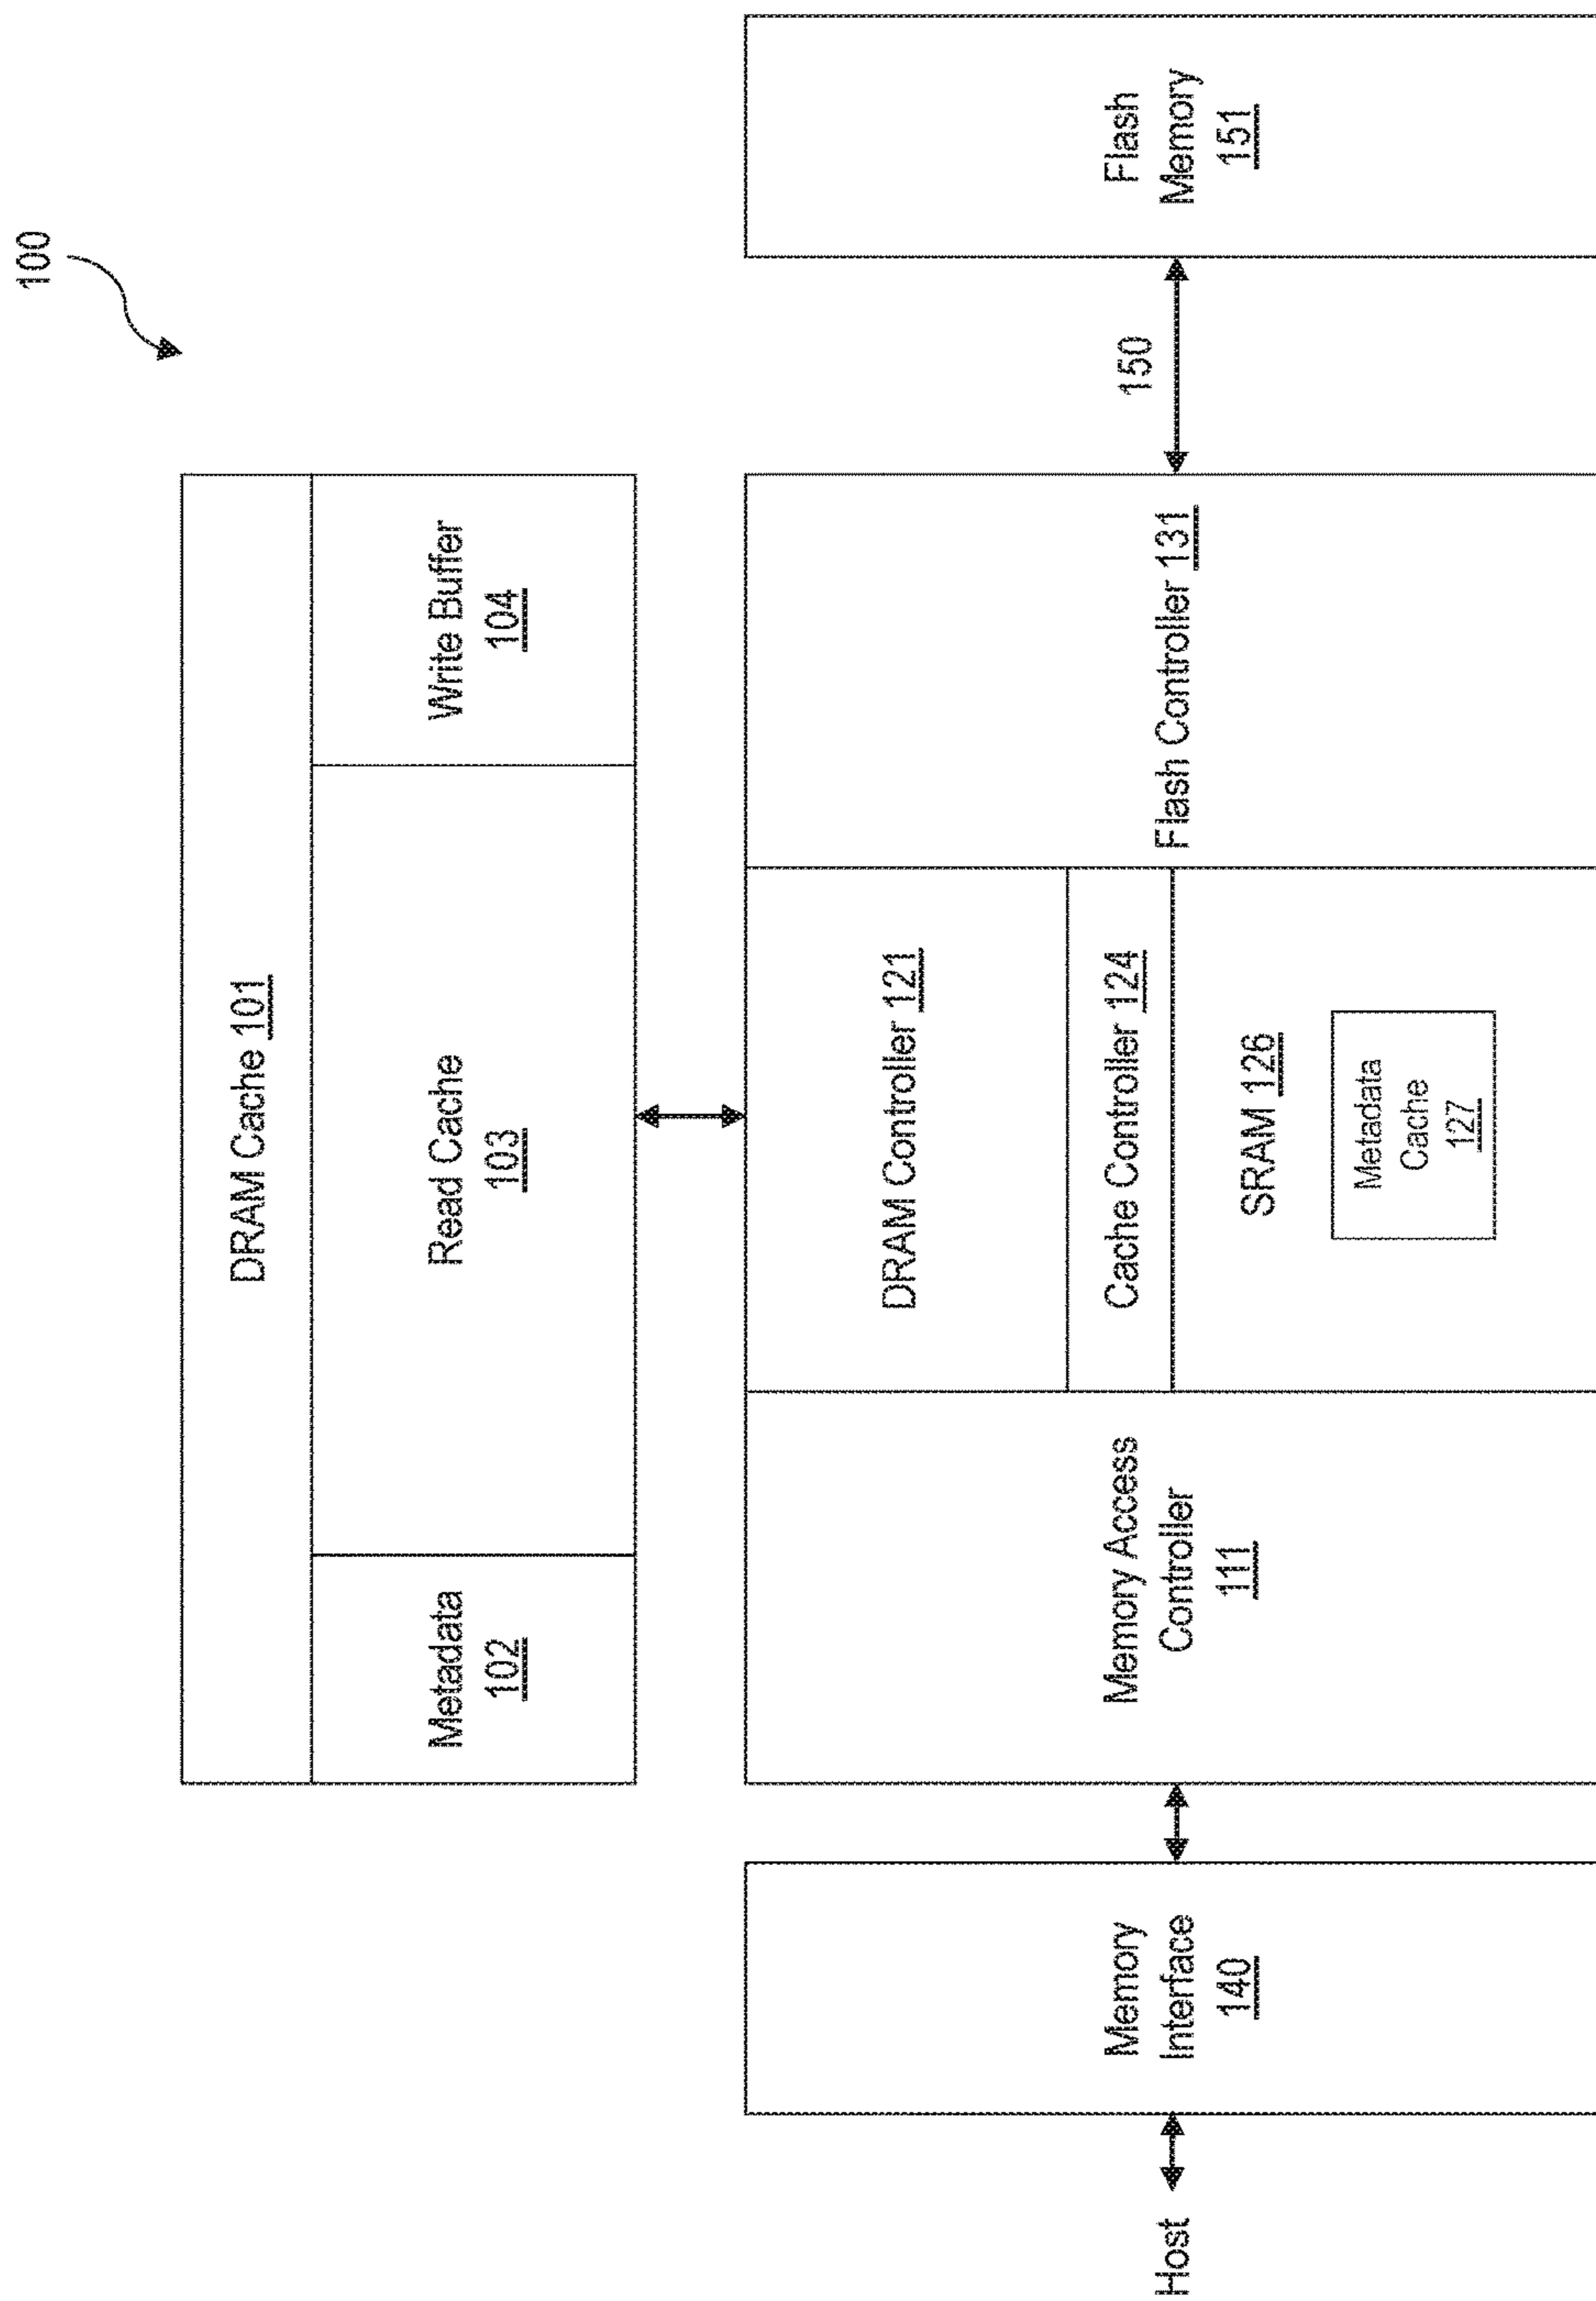 100
DRAM Cache 101
Metadata
102
Read Cache
103
Write Buffer
104
Host
Memory
Interface
140
Memory Access
Controller
111
DRAM Controller 121
Cache Controller 124
SRAM 126
Metadata
Cache
127
Flash Controller 131
150
Flash
Memory
151